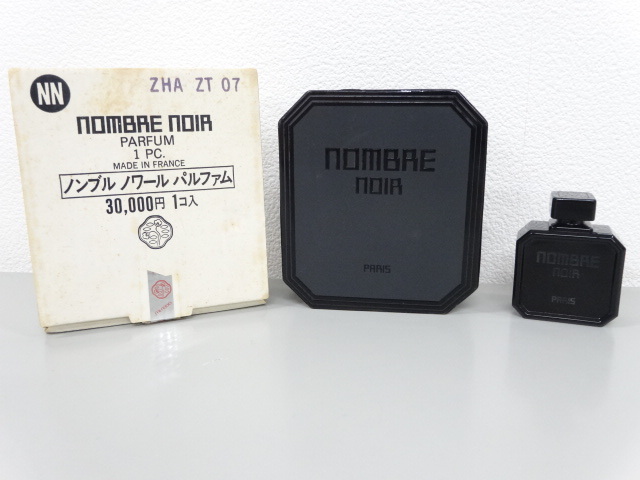 NN
ZHA ZT 07
NOMBRE NOIR
PARFUM
1 PC.
MADE IN FRANCE
ノンブル ノワール パルファム
30,000円 1コ入
NOMBRE
NOIR
PARIS
NOMBRE
NOIR
PARIS